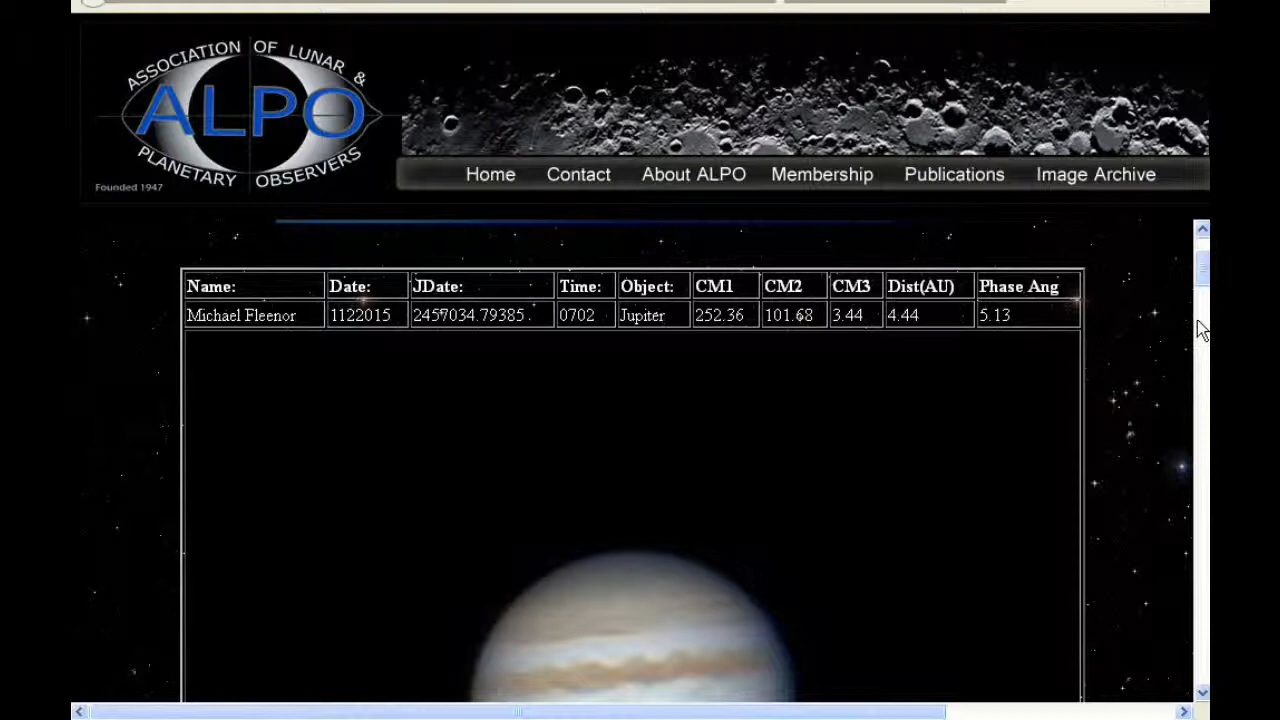 ASSOCIATION OF LUNAR &
ALPO
PLANETARY OBSERVERS
Founded 1947
Home Contact About ALPO Membership Publications Image Archive
Name: Date: JDate: Time: Object: CM1 CM2 CM3 Dist(AU) Phase Ang
Michael Fleenor 1122015 2457034.79385 0702 Jupiter 252.36 101.68 3.44 4.44 5.13